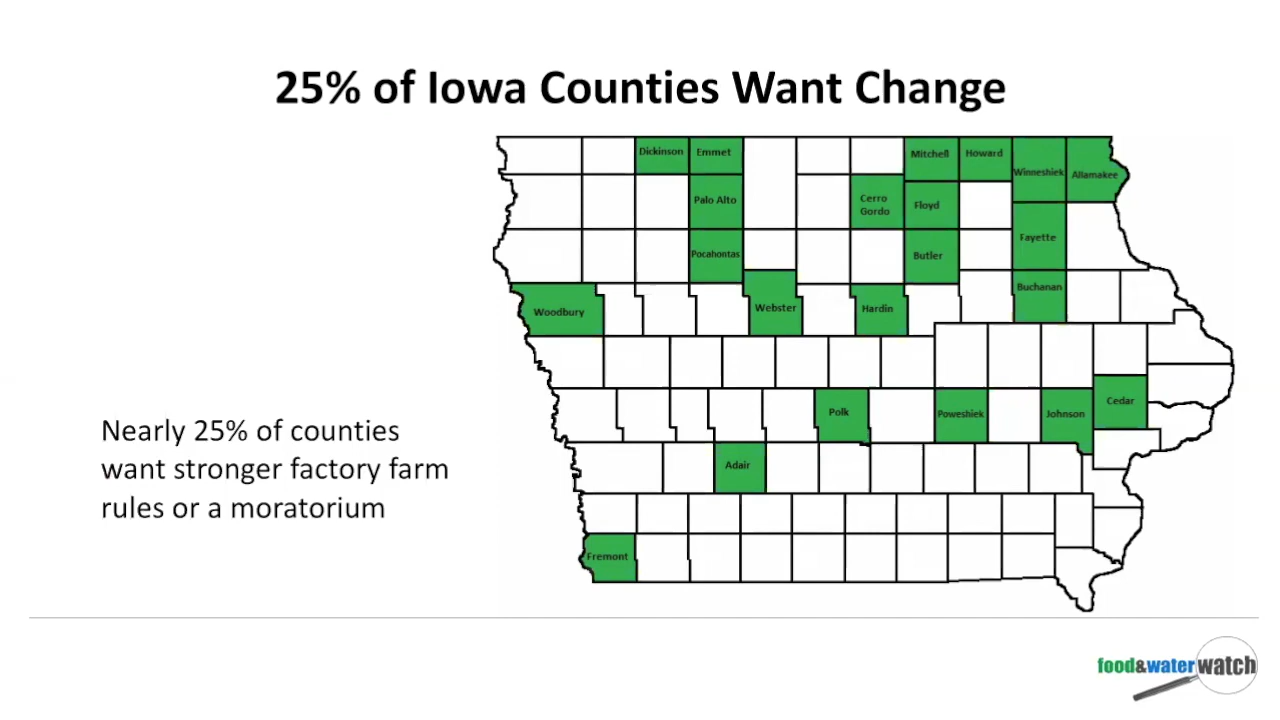 25% of Iowa Counties Want Change
Dickinson
Emmet
Mitchell
Howard
Winneshiek
Allamakee
Palo Alto
Cerro
Gordo
Floyd
Fayette
Pocahontas
Butler
Buchanan
Woodbury
Webster
Hardin
Polk
Poweshiek
Johnson
Cedar
Adair
Fremont
Nearly 25% of counties
want stronger factory farm
rules or a moratorium
food&waterwatch